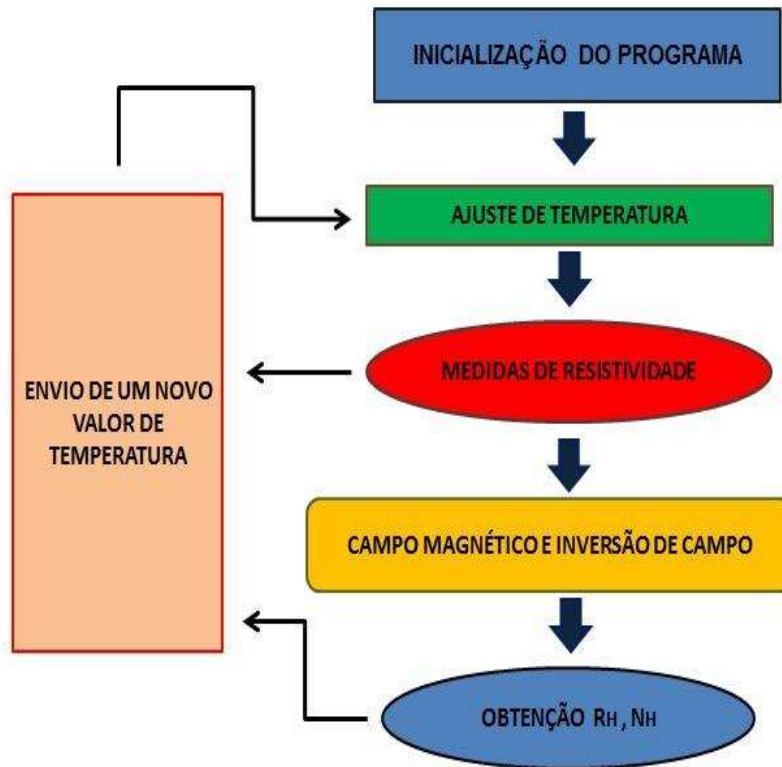 INICIALIZAÇÃO DO PROGRAMA
AJUSTE DE TEMPERATURA
MEDIDAS DE RESISTIVIDADE
ENVIO DE UM NOVO
VALOR DE
TEMPERATURA
CAMPO MAGNÉTICO E INVERSÃO DE CAMPO
OBTENÇÃO RH , NH